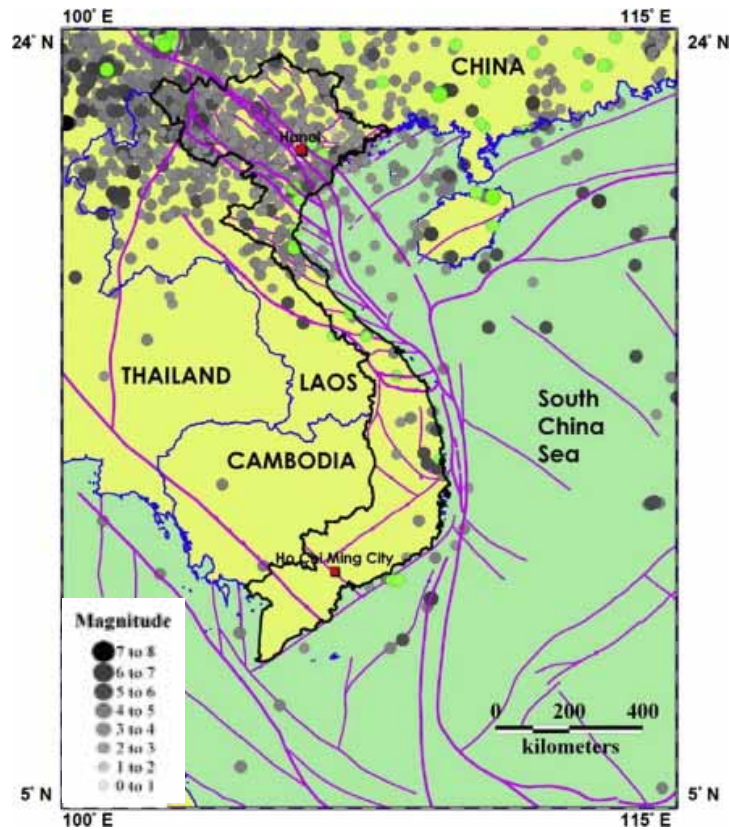 100° E
115° E
24° N
24° N
CHINA
Hanoi
THAILAND
LAOS
South
China
Sea
CAMBODIA
Ho Chi Ming City
Magnitude
7 to 8
6 to 7
5 to 6
4 to 5
3 to 4
2 to 3
1 to 2
0 to 1
0 200 400
kilometers
5° N
5° N
100° E
115° E